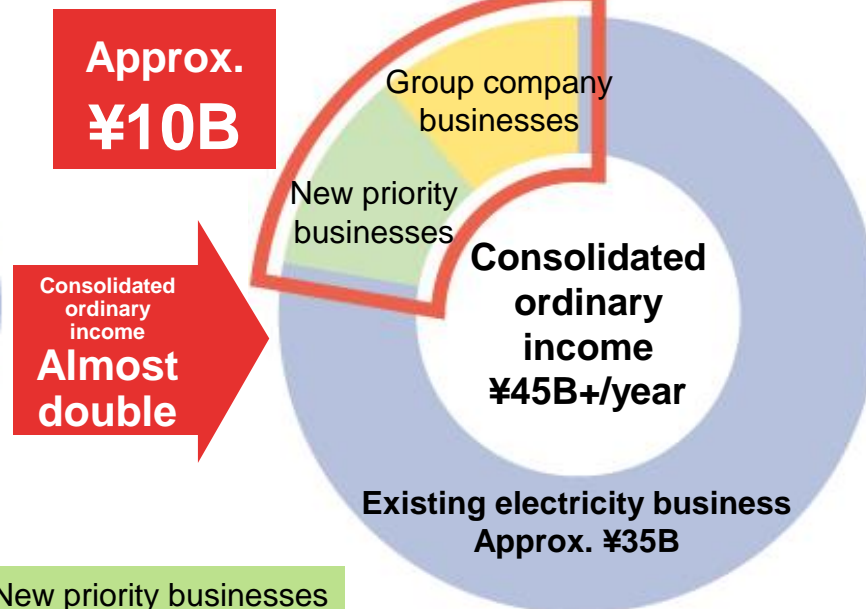 Approx.
¥10B
Group company
businesses
New priority
businesses
Consolidated
ordinary
income
Almost
double
Consolidated
ordinary
income
¥45B+/year
Existing electricity business
Approx. ¥35B
New priority businesses